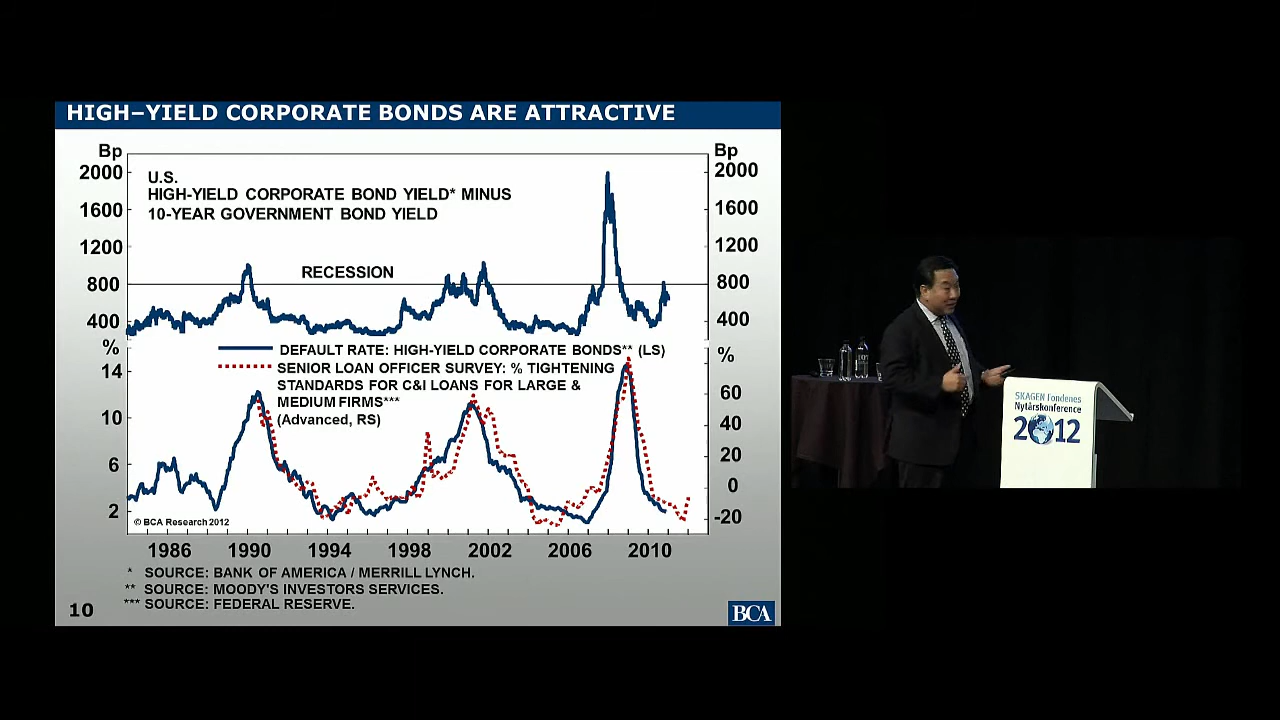 HIGH–YIELD CORPORATE BONDS ARE ATTRACTIVE
Bp
Bp
2000
2000
1600
1600
1200
1200
800
800
400
400
U.S.
HIGH-YIELD CORPORATE BOND YIELD* MINUS
10-YEAR GOVERNMENT BOND YIELD
RECESSION
%
%
14
10
6
2
60
40
20
0
-20
DEFAULT RATE: HIGH-YIELD CORPORATE BONDS** (LS)
SENIOR LOAN OFFICER SURVEY: % TIGHTENING
STANDARDS FOR C&I LOANS FOR LARGE &
MEDIUM FIRMS***
(Advanced, RS)
© BCA Research 2012
1986 1990 1994 1998 2002 2006 2010
* SOURCE: BANK OF AMERICA / MERRILL LYNCH.
** SOURCE: MOODY'S INVESTORS SERVICES.
*** SOURCE: FEDERAL RESERVE.
10
BCA
SKAGEN Fondenes
Nytårskonference
2012